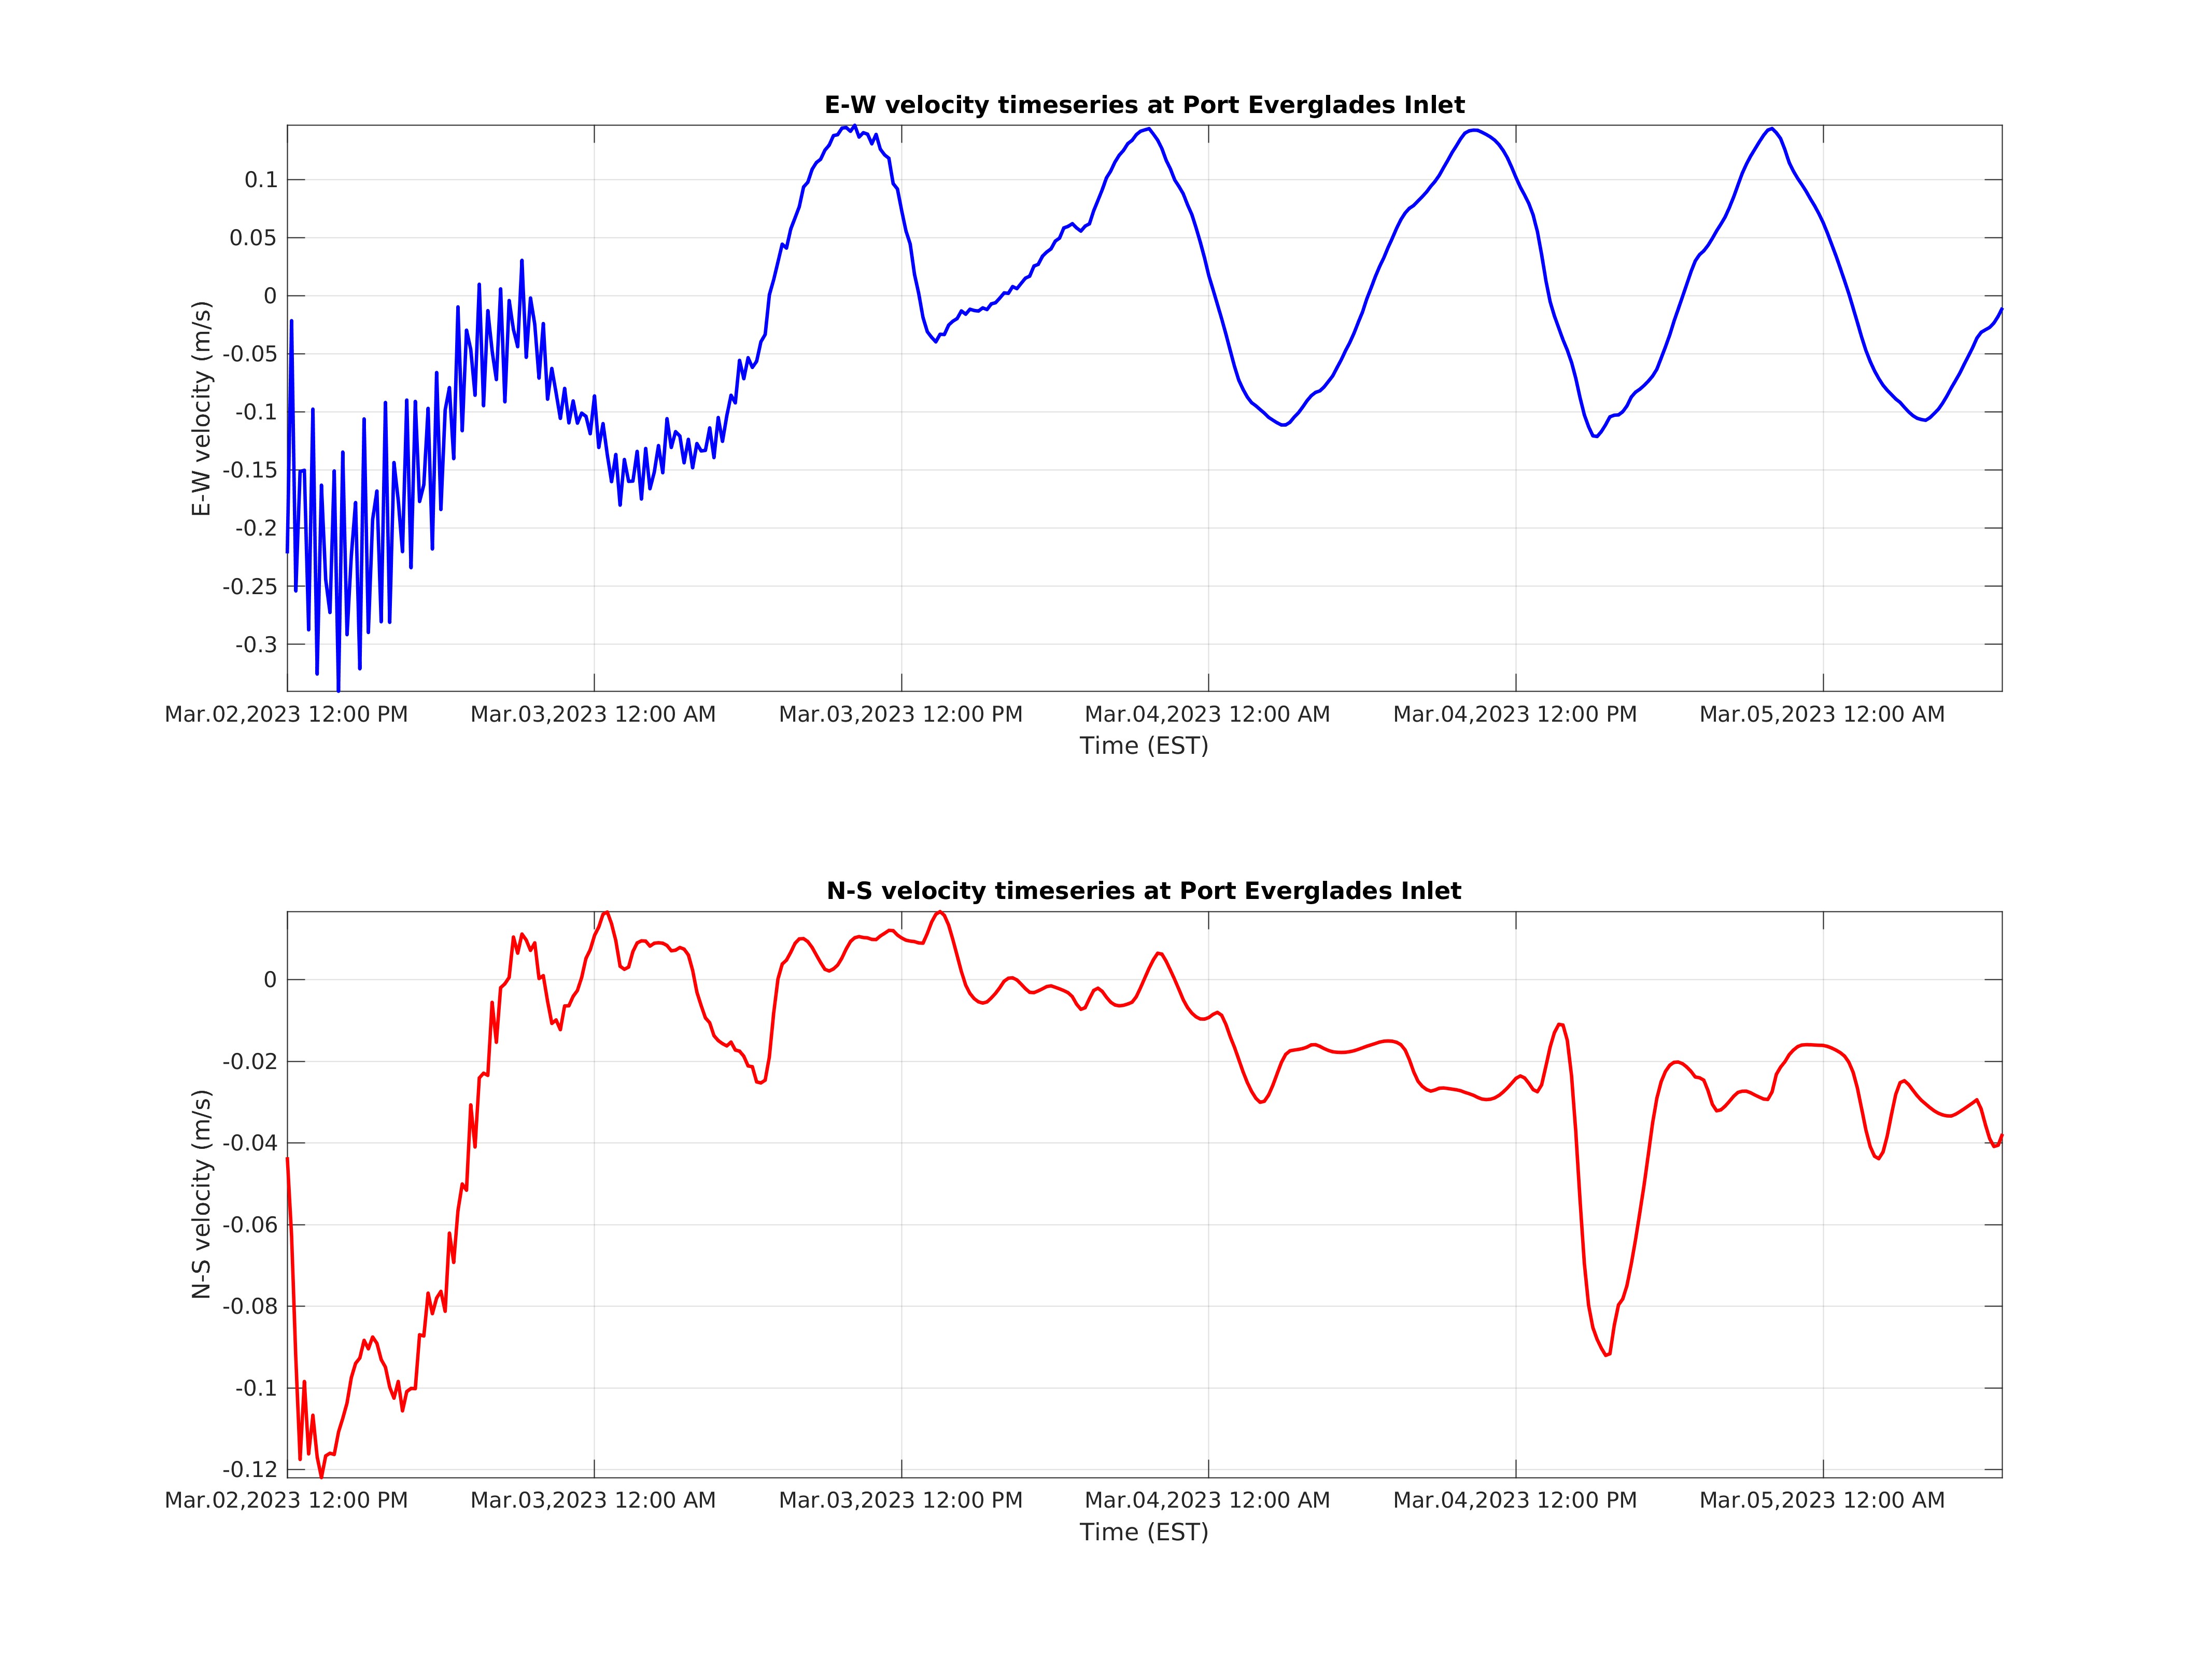 E-W velocity timeseries at Port Everglades Inlet
E-W velocity (m/s)
0.1
0.05
0
-0.05
-0.1
-0.15
-0.2
-0.25
-0.3
Mar.02,2023 12:00 PM Mar.03,2023 12:00 AM Mar.03,2023 12:00 PM Mar.04,2023 12:00 AM Mar.04,2023 12:00 PM Mar.05,2023 12:00 AM
Time (EST)
N-S velocity timeseries at Port Everglades Inlet
N-S velocity (m/s)
0
-0.02
-0.04
-0.06
-0.08
-0.1
-0.12
Mar.02,2023 12:00 PM Mar.03,2023 12:00 AM Mar.03,2023 12:00 PM Mar.04,2023 12:00 AM Mar.04,2023 12:00 PM Mar.05,2023 12:00 AM
Time (EST)